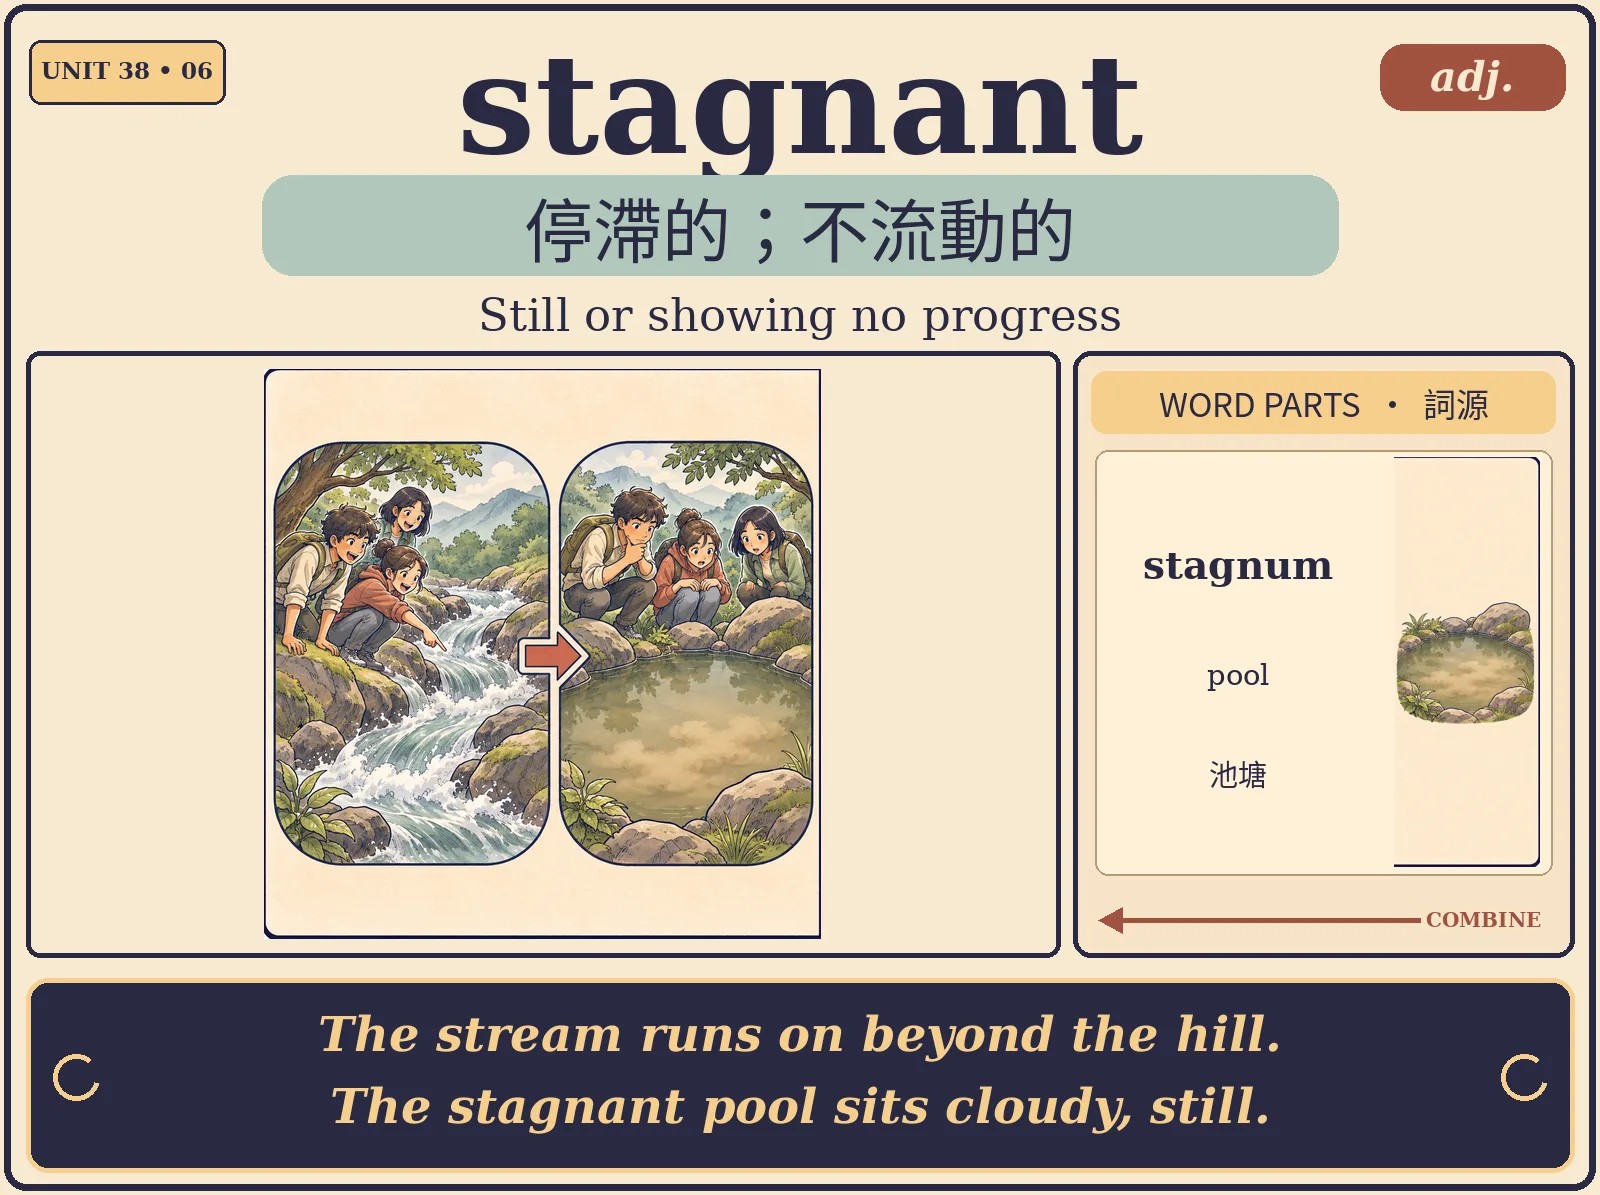 UNIT 38 • 06
stagnant
adj.
停滯的；不流動的
Still or showing no progress
WORD PARTS • 詞源
stagnum
pool
池塘
COMBINE
The stream runs on beyond the hill.
The stagnant pool sits cloudy, still.